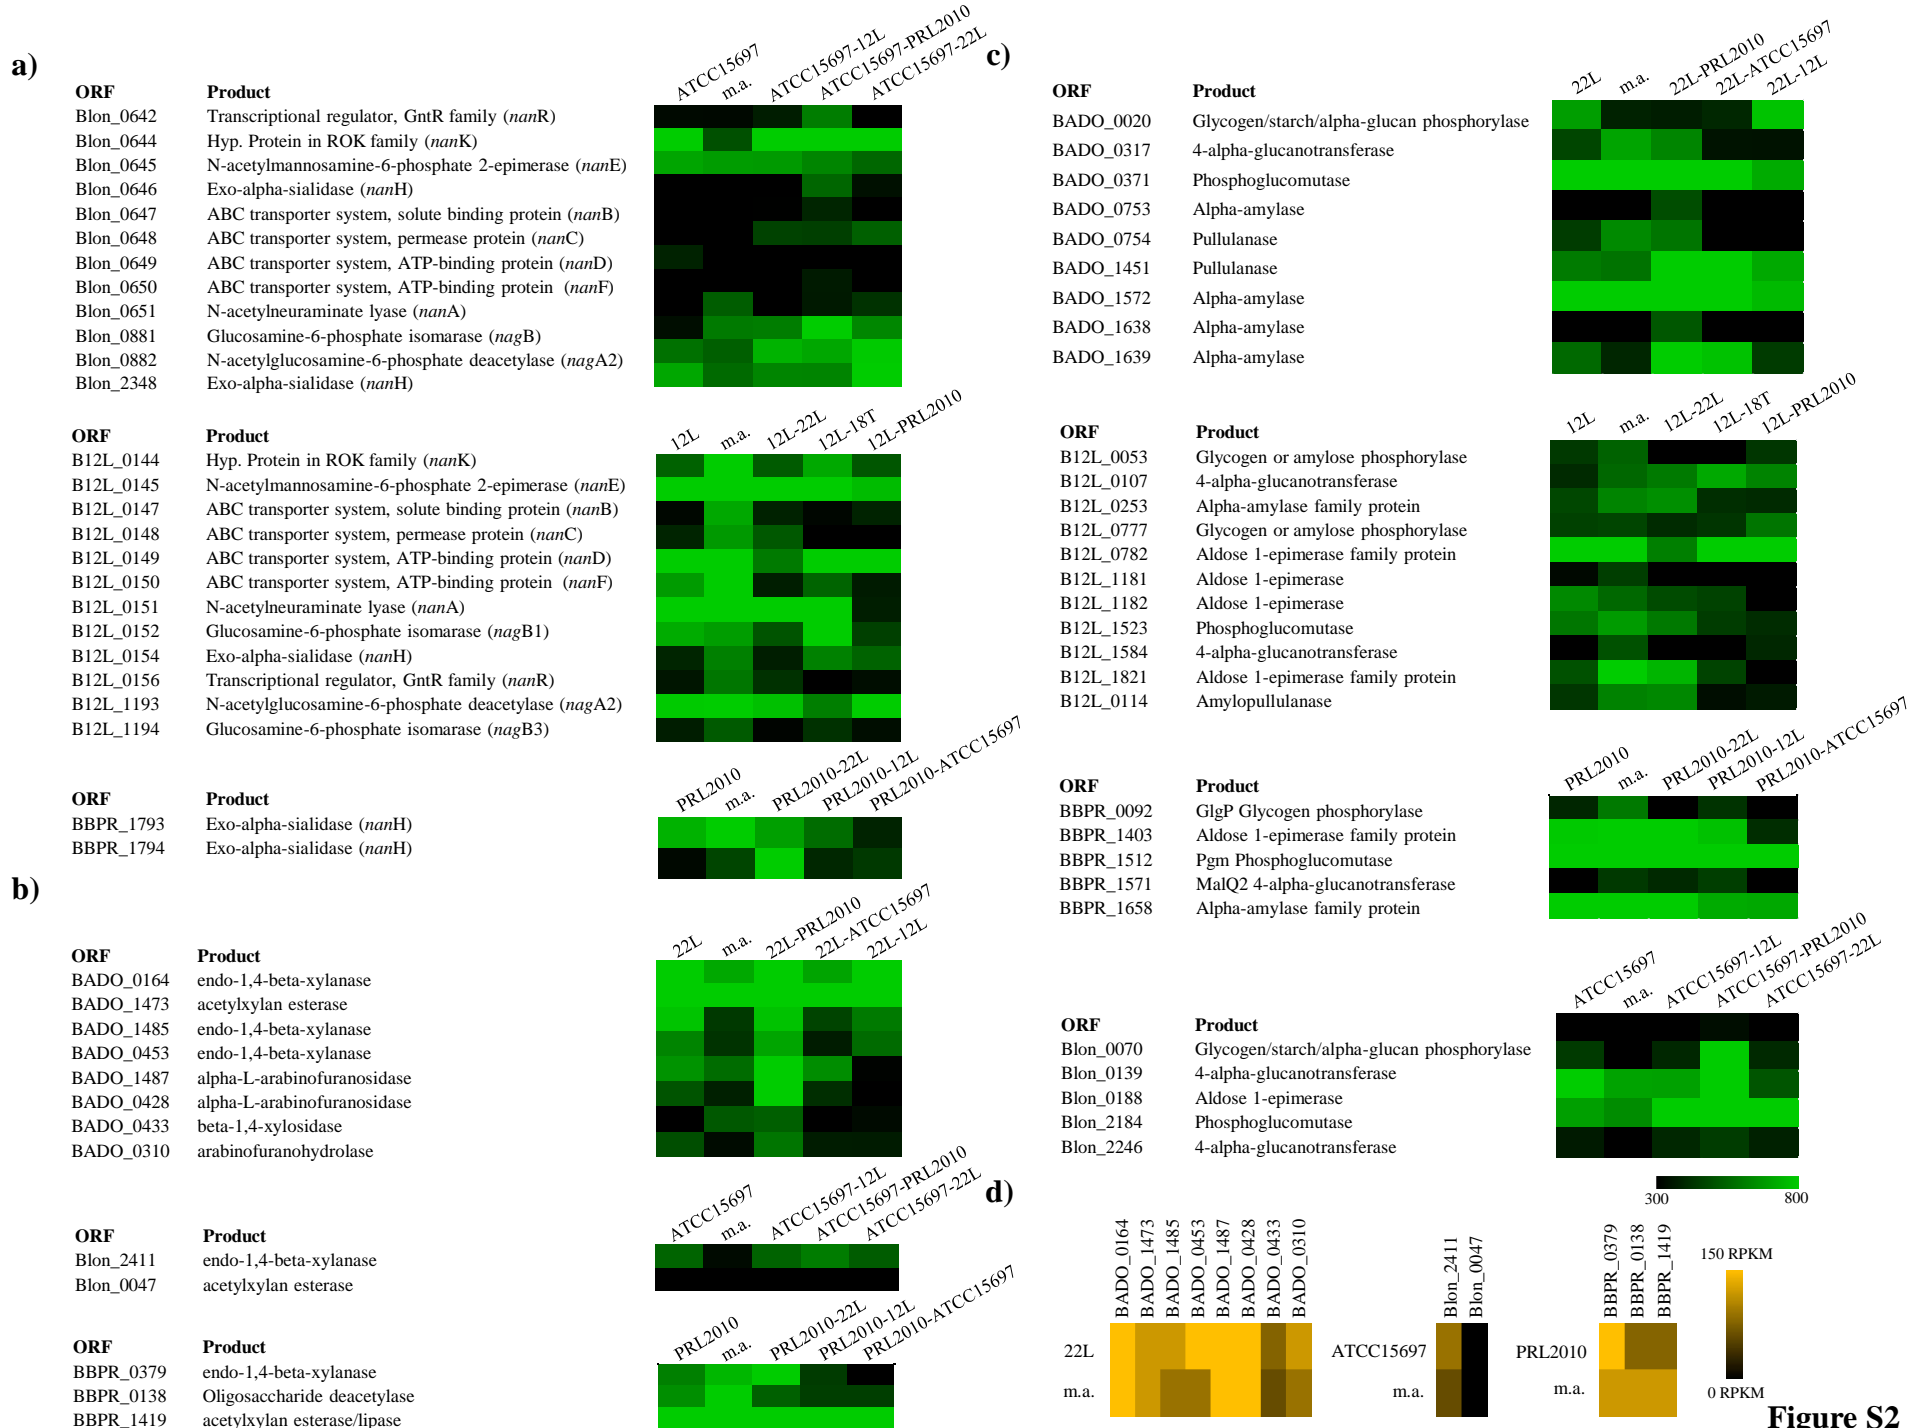 a)
ATCC15697 m.a. ATCC15697-12L ATCC15697-PRL2010 ATCC15697-22L
ORF Product
Blon_0642 Transcriptional regulator, GntR family (nanR)
Blon_0644 Hyp. Protein in ROK family (nanK)
Blon_0645 N-acetylmannosamine-6-phosphate 2-epimerase (nanE)
Blon_0646 Exo-alpha-sialidase (nanH)
Blon_0647 ABC transporter system, solute binding protein (nanB)
Blon_0648 ABC transporter system, permease protein (nanC)
Blon_0649 ABC transporter system, ATP-binding protein (nanD)
Blon_0650 ABC transporter system, ATP-binding protein (nanF)
Blon_0651 N-acetylneuraminate lyase (nanA)
Blon_0881 Glucosamine-6-phosphate isomarase (nagB)
Blon_0882 N-acetylglucosamine-6-phosphate deacetylase (nagA2)
Blon_2348 Exo-alpha-sialidase (nanH)
12L m.a. 12L-22L 12L-18T 12L-PRL2010
ORF Product
B12L_0144 Hyp. Protein in ROK family (nanK)
B12L_0145 N-acetylmannosamine-6-phosphate 2-epimerase (nanE)
B12L_0147 ABC transporter system, solute binding protein (nanB)
B12L_0148 ABC transporter system, permease protein (nanC)
B12L_0149 ABC transporter system, ATP-binding protein (nanD)
B12L_0150 ABC transporter system, ATP-binding protein (nanF)
B12L_0151 N-acetylneuraminate lyase (nanA)
B12L_0152 Glucosamine-6-phosphate isomarase (nagB1)
B12L_0154 Exo-alpha-sialidase (nanH)
B12L_0156 Transcriptional regulator, GntR family (nanR)
B12L_1193 N-acetylglucosamine-6-phosphate deacetylase (nagA2)
B12L_1194 Glucosamine-6-phosphate isomarase (nagB3)
PRL2010 m.a. PRL2010-22L PRL2010-12L PRL2010-ATCC15697
ORF Product
BBPR_1793 Exo-alpha-sialidase (nanH)
BBPR_1794 Exo-alpha-sialidase (nanH)
b)
22L m.a. 22L-PRL2010 22L-ATCC15697 22L-12L
ORF Product
BADO_0164 endo-1,4-beta-xylanase
BADO_1473 acetylxylan esterase
BADO_1485 endo-1,4-beta-xylanase
BADO_0453 endo-1,4-beta-xylanase
BADO_1487 alpha-L-arabinofuranosidase
BADO_0428 alpha-L-arabinofuranosidase
BADO_0433 beta-1,4-xylosidase
BADO_0310 arabinofuranohydrolase
ATCC15697 m.a. ATCC15697-12L ATCC15697-PRL2010 ATCC15697-22L
ORF Product
Blon_2411 endo-1,4-beta-xylanase
Blon_0047 acetylxylan esterase
PRL2010 m.a. PRL2010-22L PRL2010-12L PRL2010-ATCC15697
ORF Product
BBPR_0379 endo-1,4-beta-xylanase
BBPR_0138 Oligosaccharide deacetylase
BBPR_1419 acetylxylan esterase/lipase
c)
22L m.a. 22L-PRL2010 22L-ATCC15697 22L-12L
ORF Product
BADO_0020 Glycogen/starch/alpha-glucan phosphorylase
BADO_0317 4-alpha-glucanotransferase
BADO_0371 Phosphoglucomutase
BADO_0753 Alpha-amylase
BADO_0754 Pullulanase
BADO_1451 Pullulanase
BADO_1572 Alpha-amylase
BADO_1638 Alpha-amylase
BADO_1639 Alpha-amylase
12L m.a. 12L-22L 12L-18T 12L-PRL2010
ORF Product
B12L_0053 Glycogen or amylose phosphorylase
B12L_0107 4-alpha-glucanotransferase
B12L_0253 Alpha-amylase family protein
B12L_0777 Glycogen or amylose phosphorylase
B12L_0782 Aldose 1-epimerase family protein
B12L_1181 Aldose 1-epimerase
B12L_1182 Aldose 1-epimerase
B12L_1523 Phosphoglucomutase
B12L_1584 4-alpha-glucanotransferase
B12L_1821 Aldose 1-epimerase family protein
B12L_0114 Amylopullulanase
PRL2010 m.a. PRL2010-22L PRL2010-12L PRL2010-ATCC15697
ORF Product
BBPR_0092 GlgP Glycogen phosphorylase
BBPR_1403 Aldose 1-epimerase family protein
BBPR_1512 Pgm Phosphoglucomutase
BBPR_1571 MalQ2 4-alpha-glucanotransferase
BBPR_1658 Alpha-amylase family protein
ATCC15697 m.a. ATCC15697-12L ATCC15697-PRL2010 ATCC15697-22L
ORF Product
Blon_0070 Glycogen/starch/alpha-glucan phosphorylase
Blon_0139 4-alpha-glucanotransferase
Blon_0188 Aldose 1-epimerase
Blon_2184 Phosphoglucomutase
Blon_2246 4-alpha-glucanotransferase
300 800
d)
BADO_0164 BADO_1473 BADO_1485 BADO_0453 BADO_1487 BADO_0428 BADO_0433 BADO_0310
22L
m.a.
Blon_2411 Blon_0047
ATCC15697
m.a.
BBPR_0379 BBPR_0138 BBPR_1419
PRL2010
m.a.
150 RPKM
0 RPKM
Figure S2